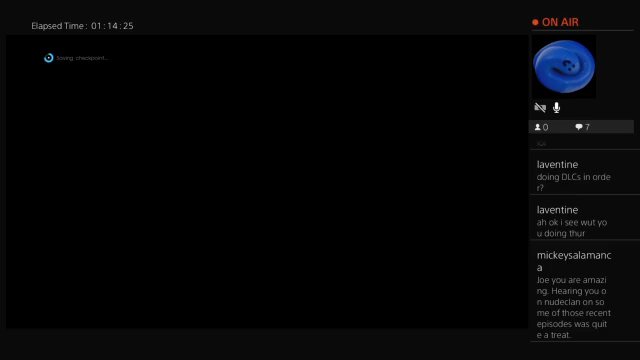 Elapsed Time : 01:14:25
ON AIR
Saving checkpoint...
0 7
laventine
doing DLCs in orde
r?
laventine
ah ok i see wut yo
u doing thur
mickeysalamanc
a
Joe you are amazi
ng. Hearing you o
n nudeclan on so
me of those recent
episodes was quit
e a treat.